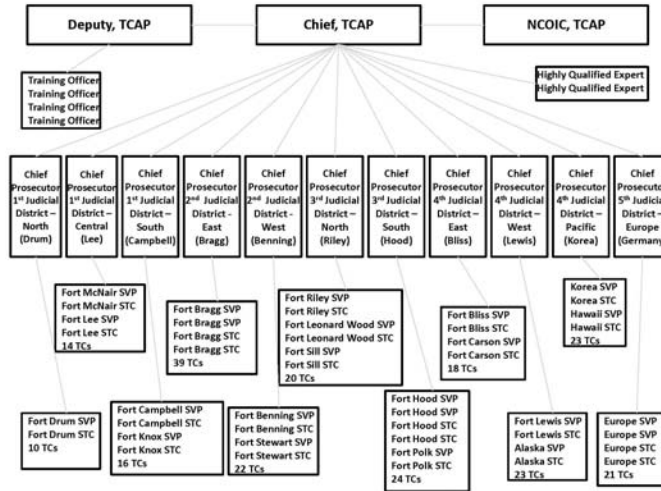 Deputy, TCAP
Chief, TCAP
NCOIC, TCAP
Training Officer
Training Officer
Training Officer
Training Officer
Highly Qualified Expert
Highly Qualified Expert
Chief
Prosecutor
1st Judicial
District –
North
(Drum)
Chief
Prosecutor
1st Judicial
District –
Central
(Lee)
Chief
Prosecutor
1st Judicial
District –
South
(Campbell)
Chief
Prosecutor
2nd Judicial
District -
East
(Bragg)
Chief
Prosecutor
2nd Judicial
District -
West
(Benning)
Chief
Prosecutor
3rd Judicial
District –
North
(Riley)
Chief
Prosecutor
3rd Judicial
District –
South
(Hood)
Chief
Prosecutor
4th Judicial
District –
East
(Bliss)
Chief
Prosecutor
4th Judicial
District –
West
(Lewis)
Chief
Prosecutor
4th Judicial
District –
Pacific
(Korea)
Chief
Prosecutor
5th Judicial
District –
Europe
(Germany)
Fort McNair SVP
Fort McNair STC
Fort Lee SVP
Fort Lee STC
14 TCs
Fort Bragg SVP
Fort Bragg SVP
Fort Bragg STC
Fort Bragg STC
39 TCs
Fort Riley SVP
Fort Riley STC
Fort Leonard Wood SVP
Fort Leonard Wood STC
Fort Sill SVP
Fort Sill STC
20 TCs
Fort Bliss SVP
Fort Bliss STC
Fort Carson SVP
Fort Carson STC
18 TCs
Korea SVP
Korea STC
Hawaii SVP
Hawaii STC
23 TCs
Fort Drum SVP
Fort Drum STC
10 TCs
Fort Campbell SVP
Fort Campbell STC
Fort Knox SVP
Fort Knox STC
16 TCs
Fort Benning SVP
Fort Benning STC
Fort Stewart SVP
Fort Stewart STC
22 TCs
Fort Hood SVP
Fort Hood SVP
Fort Hood STC
Fort Hood STC
Fort Polk SVP
Fort Polk STC
24 TCs
Fort Lewis SVP
Fort Lewis STC
Alaska SVP
Alaska STC
23 TCs
Europe SVP
Europe SVP
Europe STC
Europe STC
21 TCs